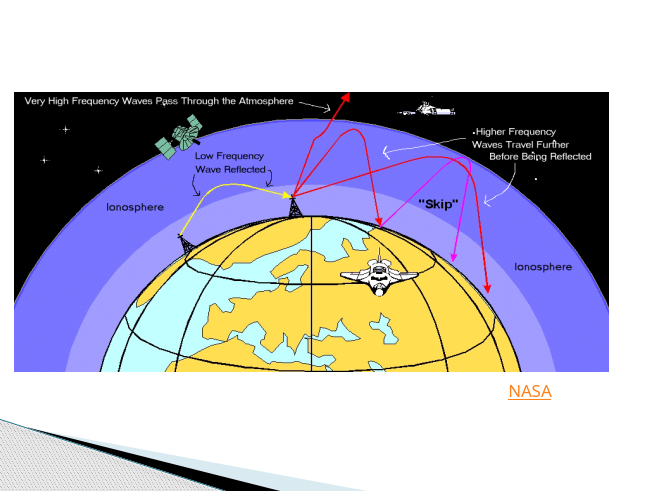 Very High Frequency Waves Pass Through the Atmosphere
Higher Frequency
Waves Travel Further
Before Being Reflected
Low Frequency
Wave Reflected
"Skip"
Ionosphere
Ionosphere
NASA